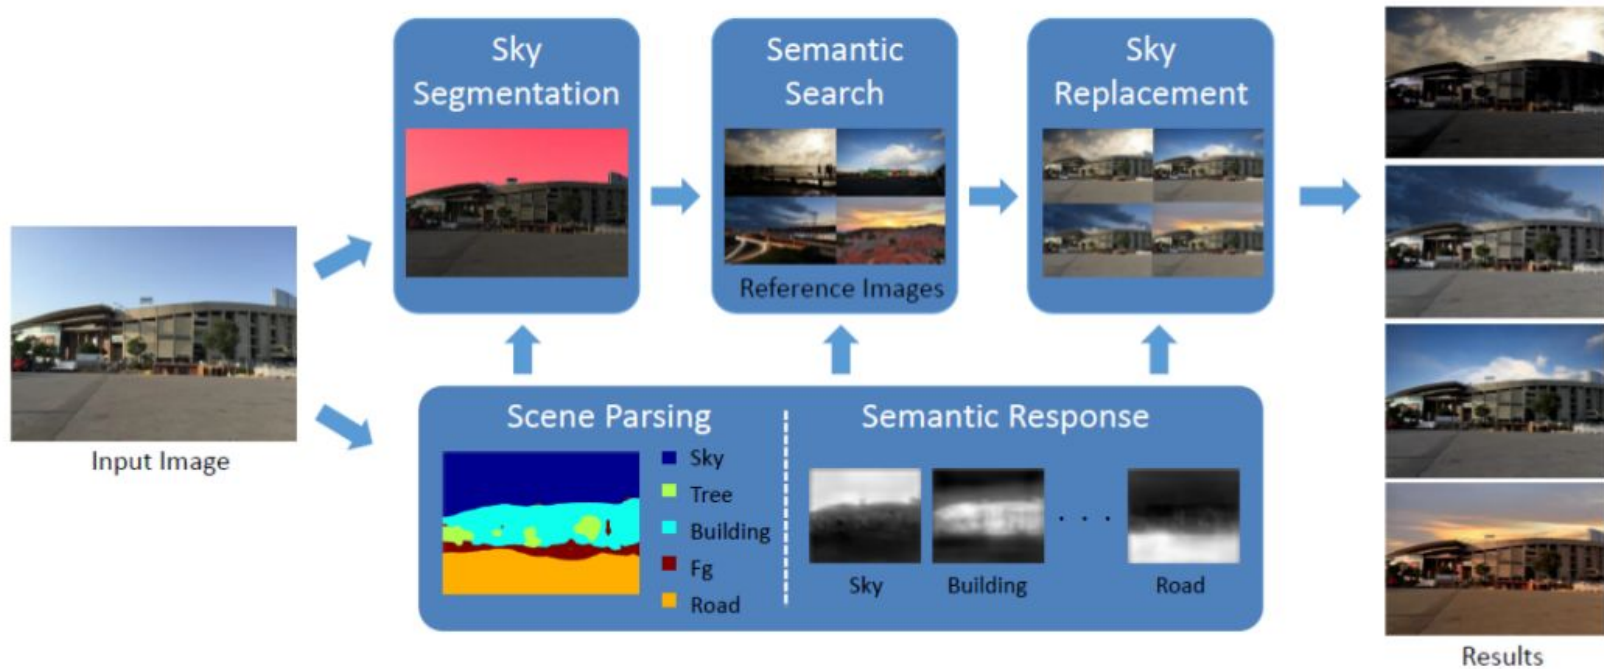 Sky
Segmentation
Semantic
Search
Reference Images
Sky
Replacement
Input Image
Scene Parsing
Sky
Tree
Building
Fg
Road
Semantic Response
. . .
Sky
Building
Road
Results